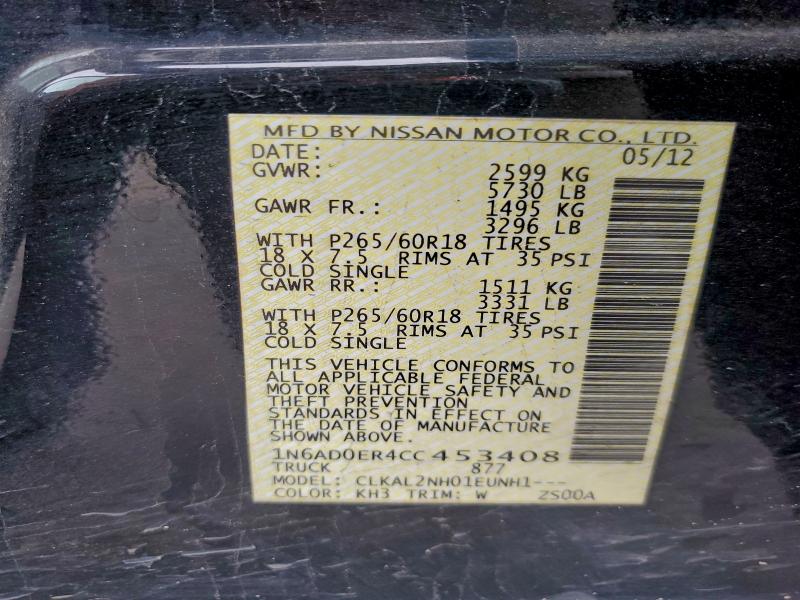 MFD BY NISSAN MOTOR CO., LTD.
DATE: 05/12
GVWR: 2599 KG
5730 LB
GAWR FR.: 1495 KG
3296 LB
WITH P265/60R18 TIRES
18 X 7.5 RIMS AT 35 PSI
COLD SINGLE
GAWR RR.: 1511 KG
3331 LB
WITH P265/60R18 TIRES
18 X 7.5 RIMS AT 35 PSI
COLD SINGLE
THIS VEHICLE CONFORMS TO
ALL APPLICABLE FEDERAL
MOTOR VEHICLE SAFETY AND
THEFT PREVENTION
STANDARDS IN EFFECT ON
THE DATE OF MANUFACTURE
SHOWN ABOVE.
1N6AD0ER4CC453408
TRUCK 877
MODEL: CLKAL2NH01EUNH1---
COLOR: KH3 TRIM: W ZS00A